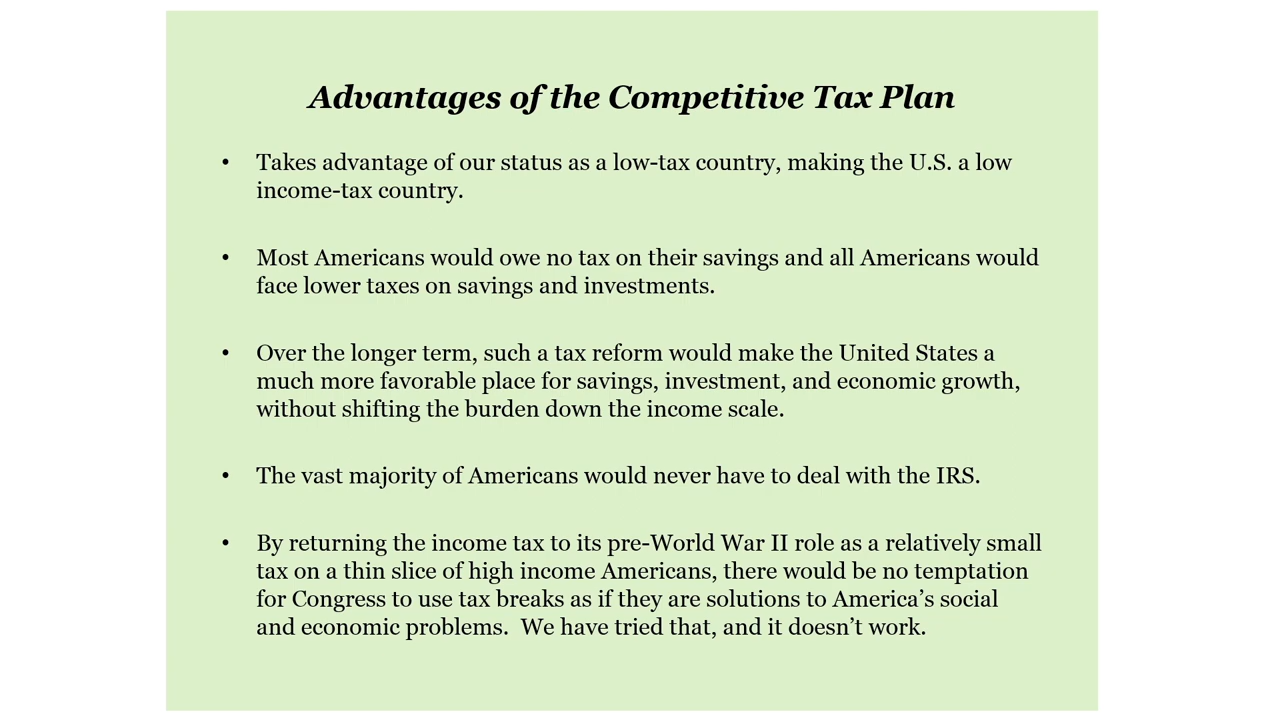 Advantages of the Competitive Tax Plan
• Takes advantage of our status as a low-tax country, making the U.S. a low
income-tax country.
• Most Americans would owe no tax on their savings and all Americans would
face lower taxes on savings and investments.
• Over the longer term, such a tax reform would make the United States a
much more favorable place for savings, investment, and economic growth,
without shifting the burden down the income scale.
• The vast majority of Americans would never have to deal with the IRS.
• By returning the income tax to its pre-World War II role as a relatively small
tax on a thin slice of high income Americans, there would be no temptation
for Congress to use tax breaks as if they are solutions to America’s social
and economic problems.  We have tried that, and it doesn’t work.